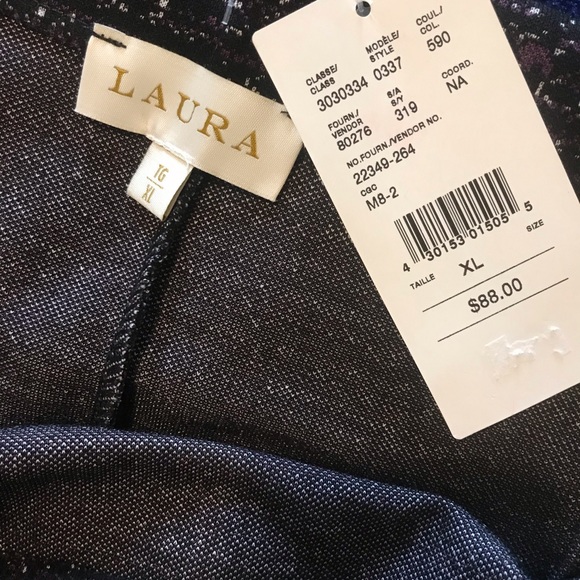 LAURA
TG
XL
CLASSE/ MODÈLE/ COUL./
CLASS STYLE COL.
3030334 0337 590
FOURN./ S/A COORD.
VENDOR S/Y
80276 319 NA
NO.FOURN./VENDOR NO.
22349-264
CGC
M8-2
4 30153 01505 5
TAILLE XL SIZE
$88.00